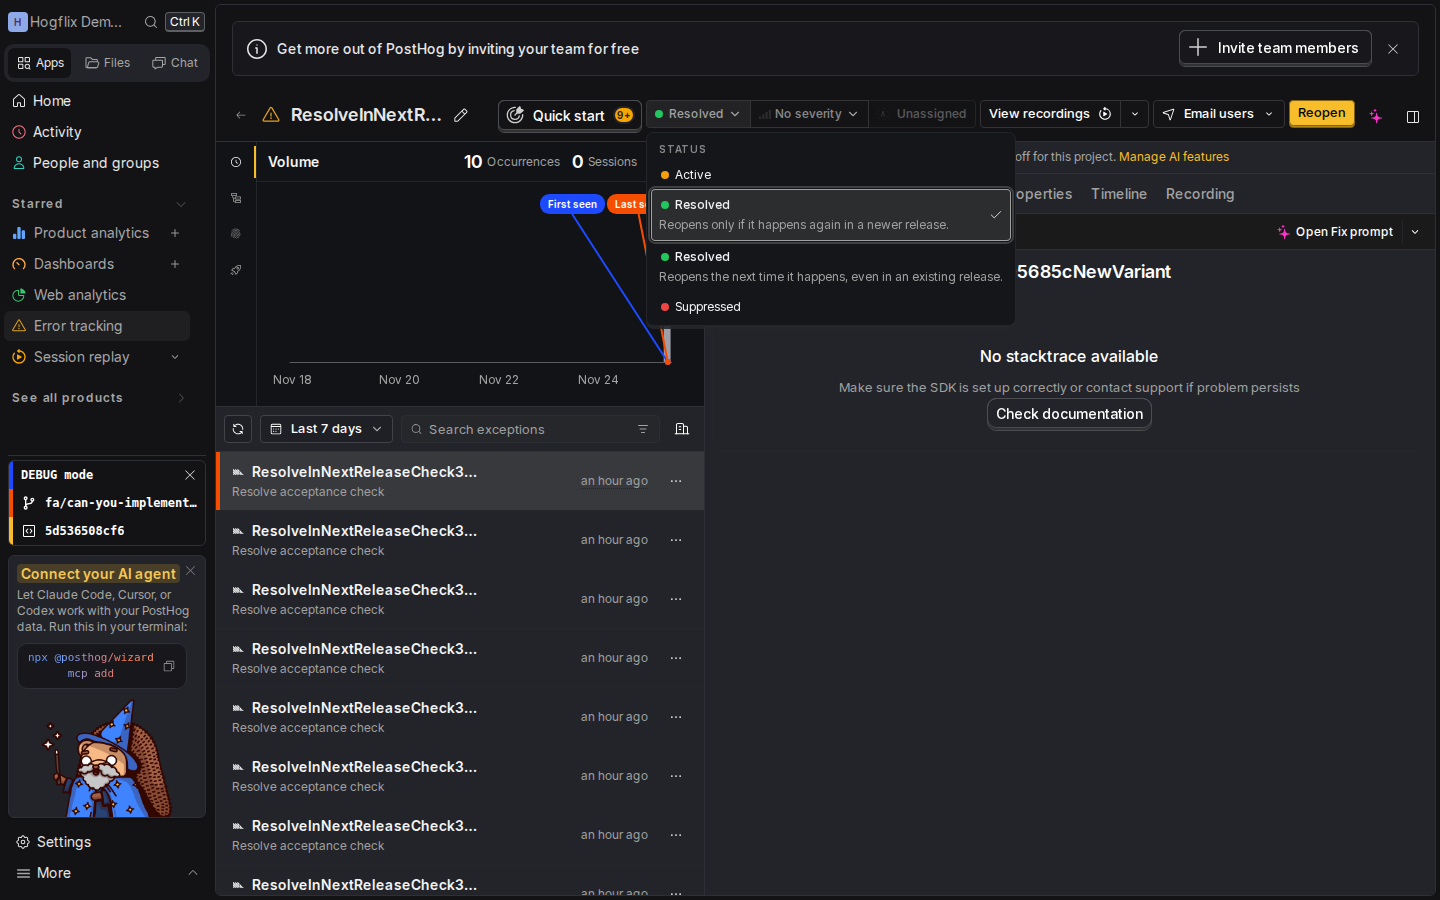 H Hogflix Dem... Ctrl K
Apps Files Chat
Home
Activity
People and groups
Starred
Product analytics
Dashboards
Web analytics
Error tracking
Session replay
See all products
DEBUG mode
fa/can-you-implement…
5d536508cf6
Connect your AI agent
Let Claude Code, Cursor, or
Codex work with your PostHog
data. Run this in your terminal:
npx @posthog/wizard
mcp add
Settings
More
Get more out of PostHog by inviting your team for free
Invite team members
ResolveInNextR...
Quick start 9+
Resolved
No severity
Unassigned
View recordings
Email users
Reopen
Volume
10 Occurrences 0 Sessions
First seen
Last s
Nov 18 Nov 20 Nov 22 Nov 24
STATUS
Active
Resolved
Reopens only if it happens again in a newer release.
Resolved
Reopens the next time it happens, even in an existing release.
Suppressed
off for this project. Manage AI features
operties Timeline Recording
Open Fix prompt
5685cNewVariant
No stacktrace available
Make sure the SDK is set up correctly or contact support if problem persists
Check documentation
Last 7 days
Search exceptions
ResolveInNextReleaseCheck3...
Resolve acceptance check
an hour ago
ResolveInNextReleaseCheck3...
Resolve acceptance check
an hour ago
ResolveInNextReleaseCheck3...
Resolve acceptance check
an hour ago
ResolveInNextReleaseCheck3...
Resolve acceptance check
an hour ago
ResolveInNextReleaseCheck3...
Resolve acceptance check
an hour ago
ResolveInNextReleaseCheck3...
Resolve acceptance check
an hour ago
ResolveInNextReleaseCheck3...
Resolve acceptance check
an hour ago
ResolveInNextReleaseCheck3...
an hour ago